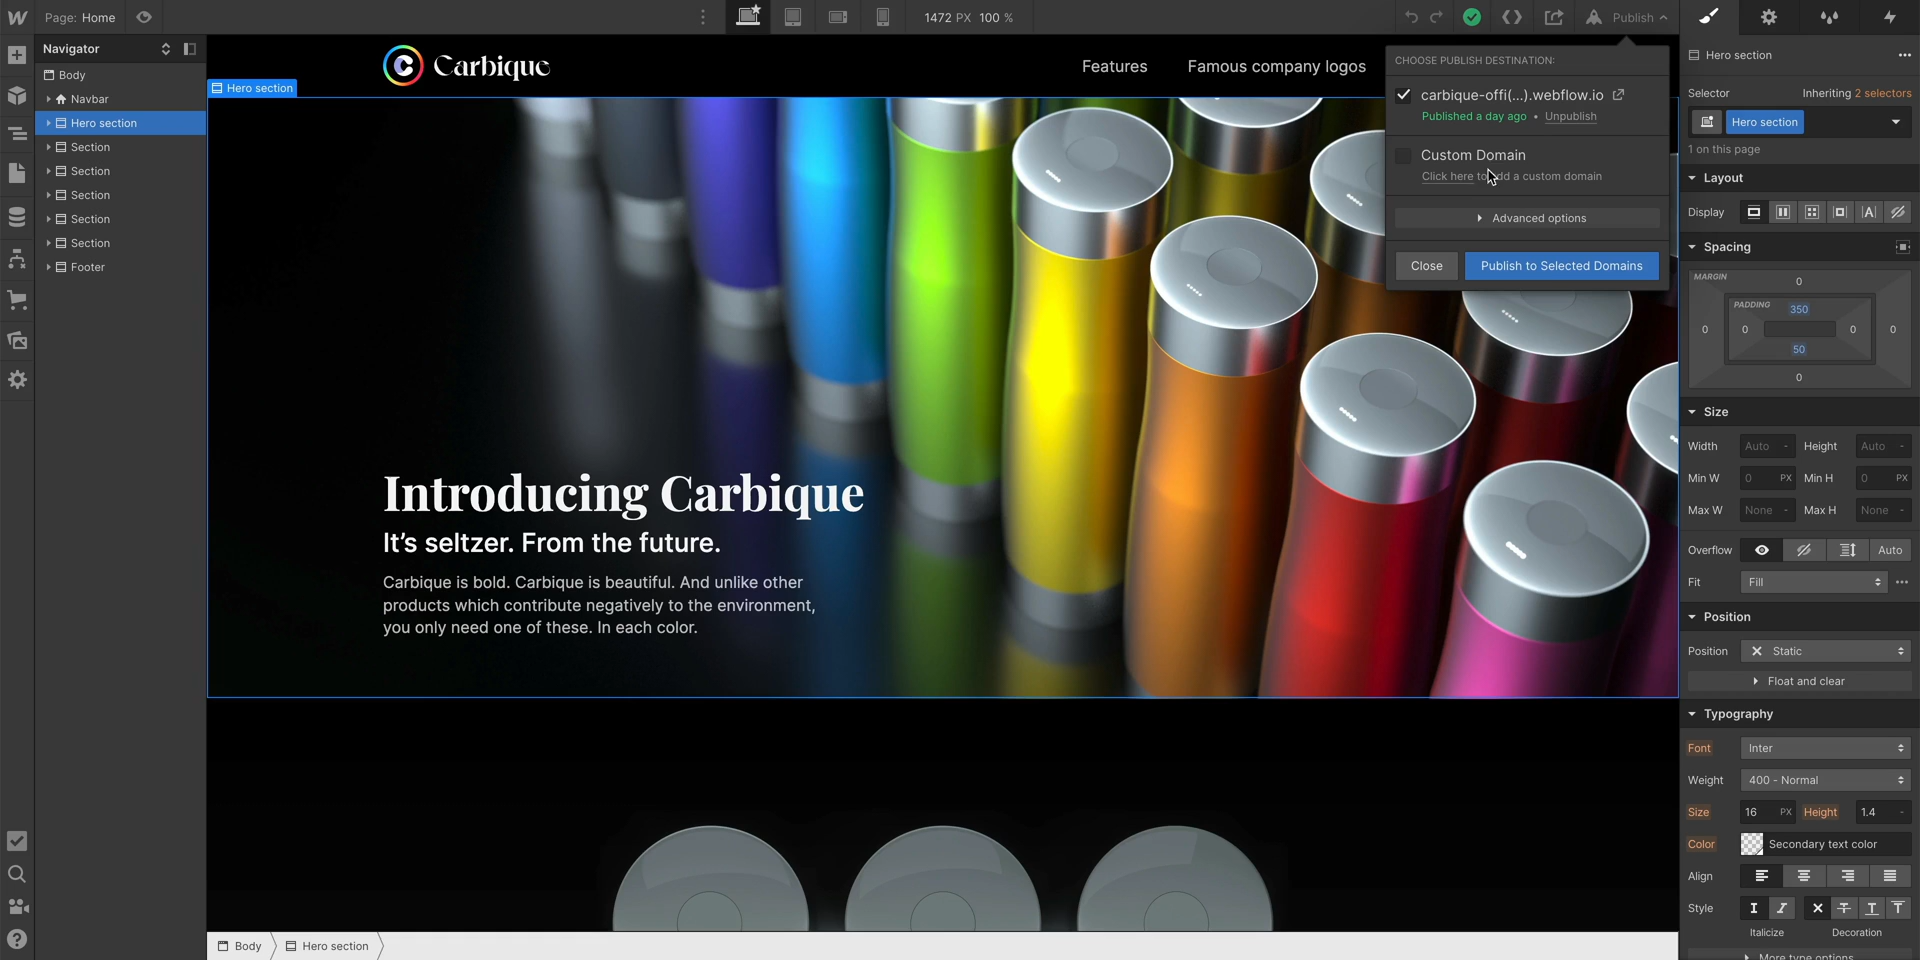 Page: Home
1472 PX 100 %
Publish
Navigator
Body
Navbar
Hero section
Section
Section
Section
Section
Section
Footer
Carbique
Features
Famous company logos
Hero section
CHOOSE PUBLISH DESTINATION:
carbique-offi(...).webflow.io
Published a day ago • Unpublish
Custom Domain
Click here to add a custom domain
Advanced options
Close
Publish to Selected Domains
Introducing Carbique
It's seltzer. From the future.
Carbique is bold. Carbique is beautiful. And unlike other
products which contribute negatively to the environment,
you only need one of these. In each color.
Body
Hero section
Hero section
Selector
Inheriting 2 selectors
Hero section
1 on this page
Layout
Display
Spacing
MARGIN
0
PADDING
350
0 0 0 0
50
0
Size
Width Auto - Height Auto -
Min W 0 PX Min H 0 PX
Max W None - Max H None -
Overflow Auto
Fit Fill
Position
Position Static
Float and clear
Typography
Font Inter
Weight 400 - Normal
Size 16 PX Height 1.4 -
Color Secondary text color
Align
Style
Italicize Decoration
More type options